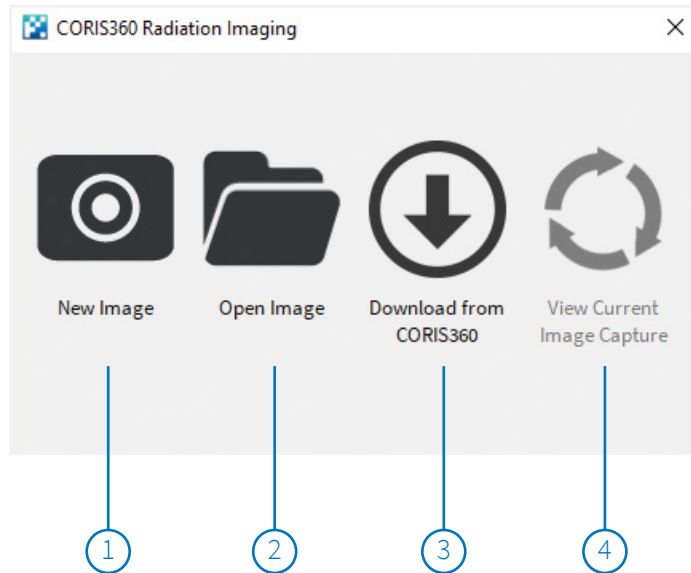 CORIS360 Radiation Imaging
New Image
Open Image
Download from
CORIS360
View Current
Image Capture
1
2
3
4